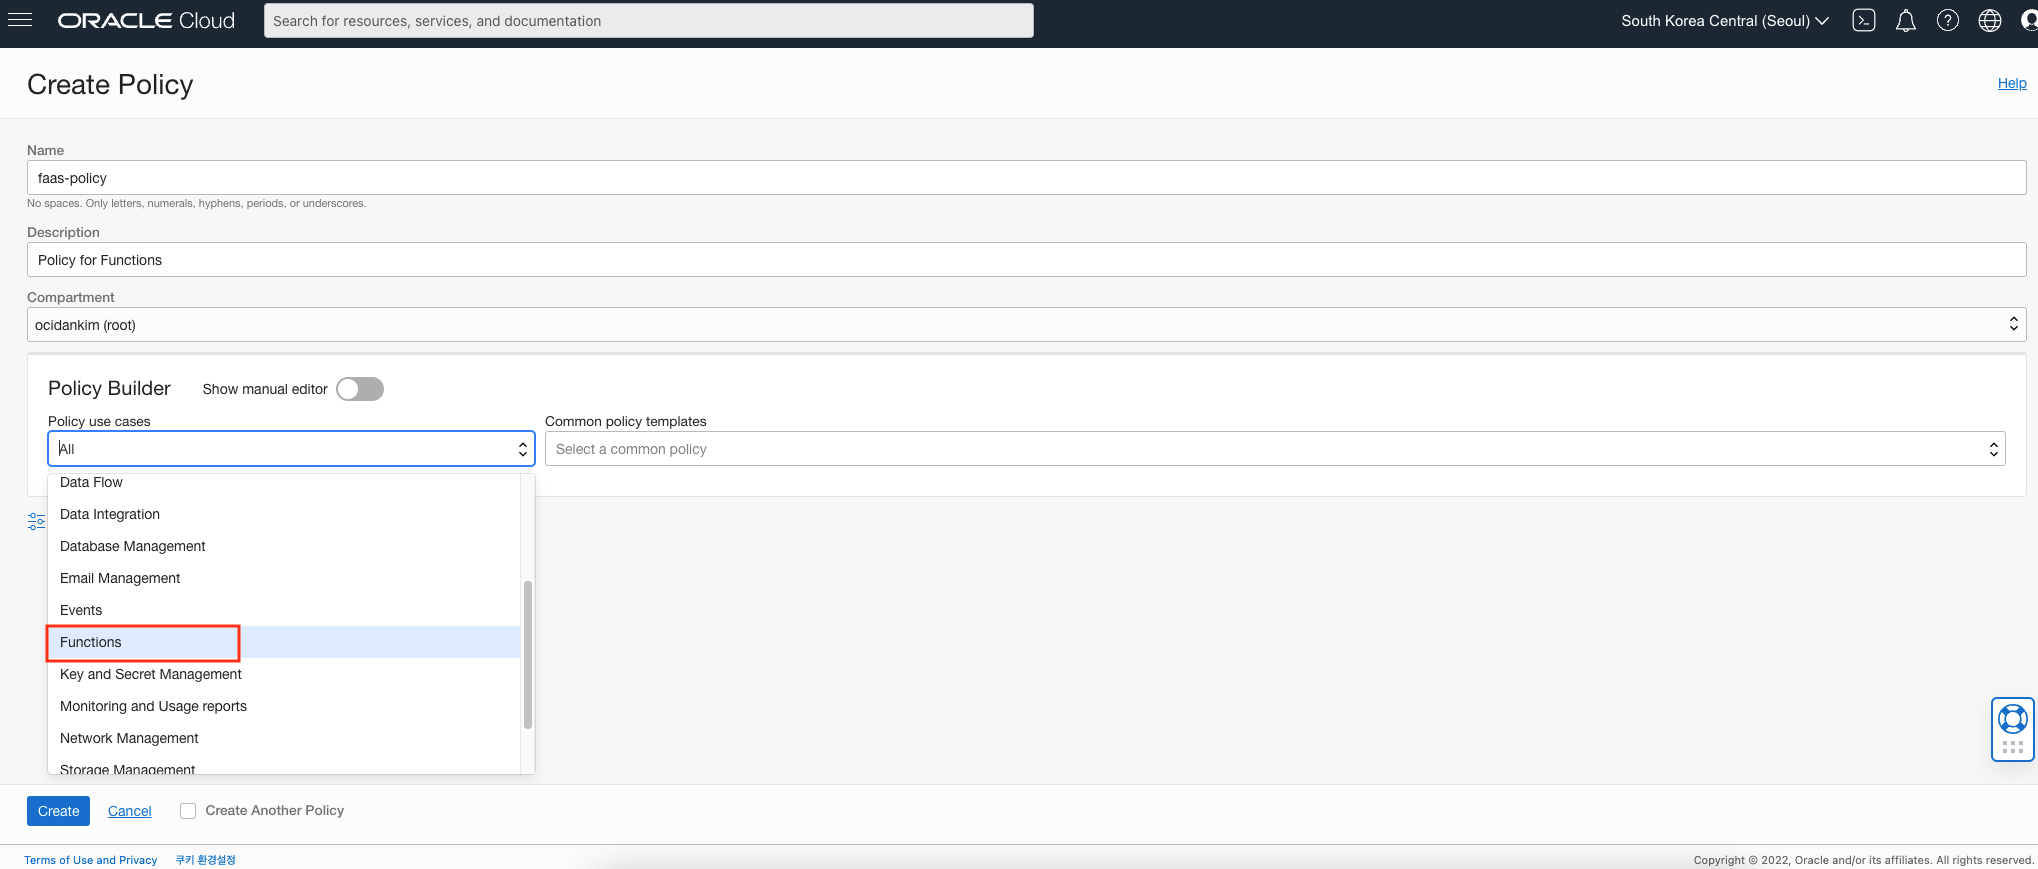 ORACLE Cloud
Search for resources, services, and documentation
South Korea Central (Seoul)
Create Policy
Help
Name
faas-policy
No spaces. Only letters, numerals, hyphens, periods, or underscores.
Description
Policy for Functions
Compartment
ocidankim (root)
Policy Builder
Show manual editor
Policy use cases
Common policy templates
All
Select a common policy
Data Flow
Data Integration
Database Management
Email Management
Events
Functions
Key and Secret Management
Monitoring and Usage reports
Network Management
Storage Management
Create
Cancel
Create Another Policy
Terms of Use and Privacy
쿠키 환경설정
Copyright © 2022, Oracle and/or its affiliates. All rights reserved.